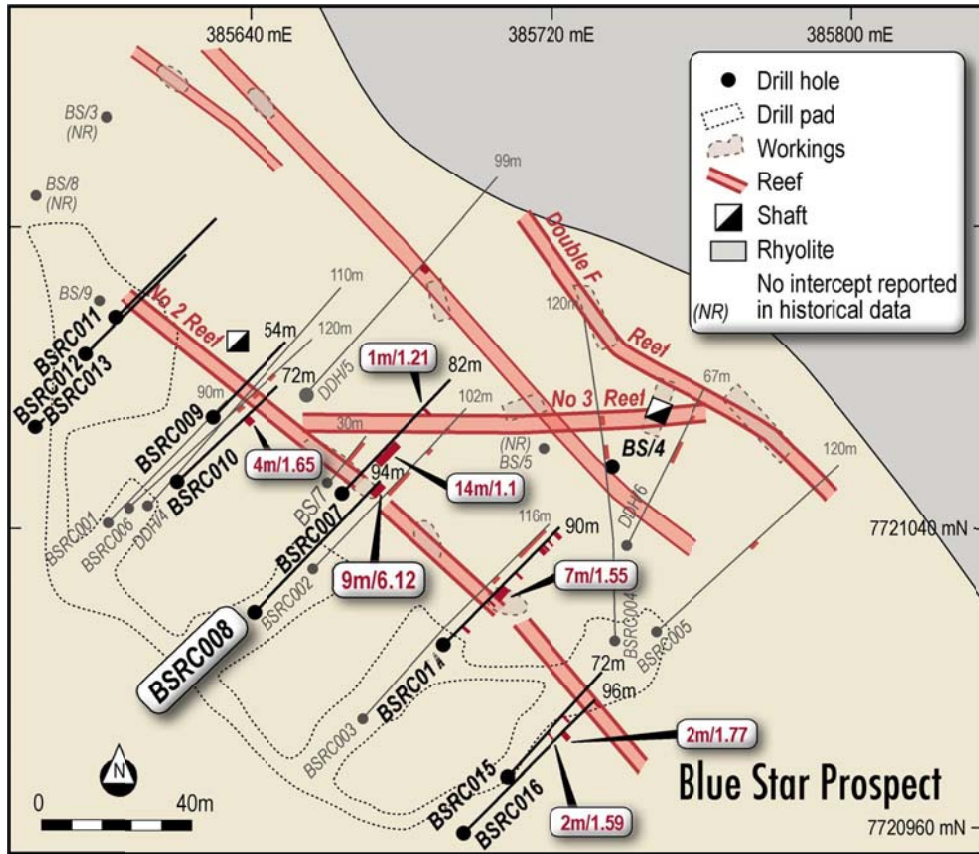 385640 mE
385720 mE
385800 mE
Drill hole
Drill pad
Workings
Reef
Shaft
Rhyolite
No intercept reported
(NR) in historical data
BS/3
(NR)
BS/8
(NR)
99m
Double F
Reef
120m
110m
BS/9
No 2 Reef
BSRC011
BSRC012
BSRC013
54m
120m
72m
DDH/5
1m/1.21
82m
102m
No 3 Reef
67m
90m
30m
BSRC009
BSRC010
4m/1.65
(NR)
BS/5
BS/4
120m
94m
14m/1.1
BS/7
BSRC007
BSRC001
BSRC006
DDH/4
DDH/6
7721040 mN
116m
90m
9m/6.12
7m/1.55
BSRC002
BSRC008
BSRC004
BSRC005
BSRC01
72m
96m
BSRC003
2m/1.77
BSRC015
BSRC016
2m/1.59
Blue Star Prospect
N
0
40m
7720960 mN